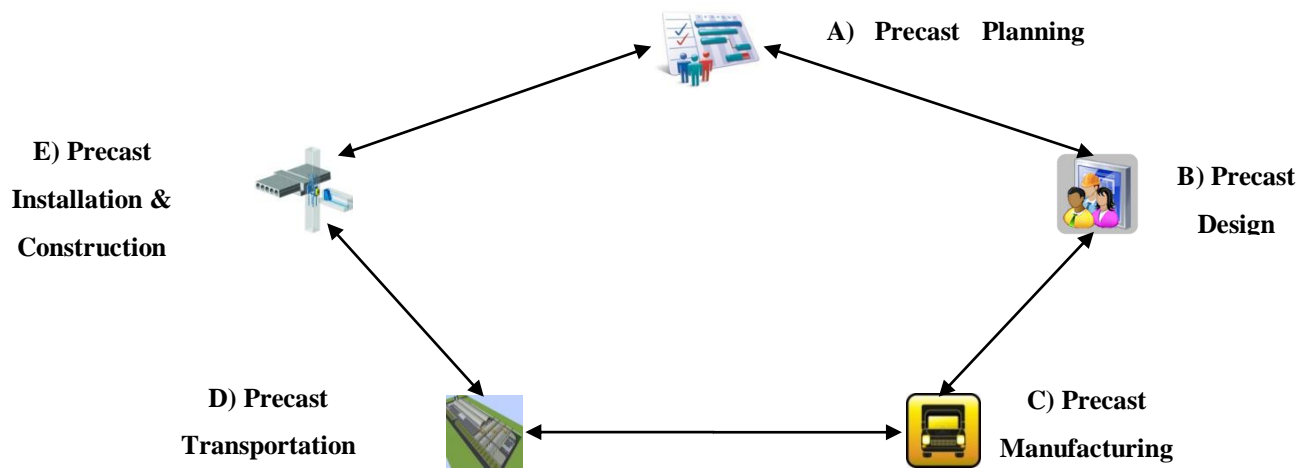 A) Precast Planning
B) Precast
Design
C) Precast
Manufacturing
D) Precast
Transportation
E) Precast
Installation &
Construction